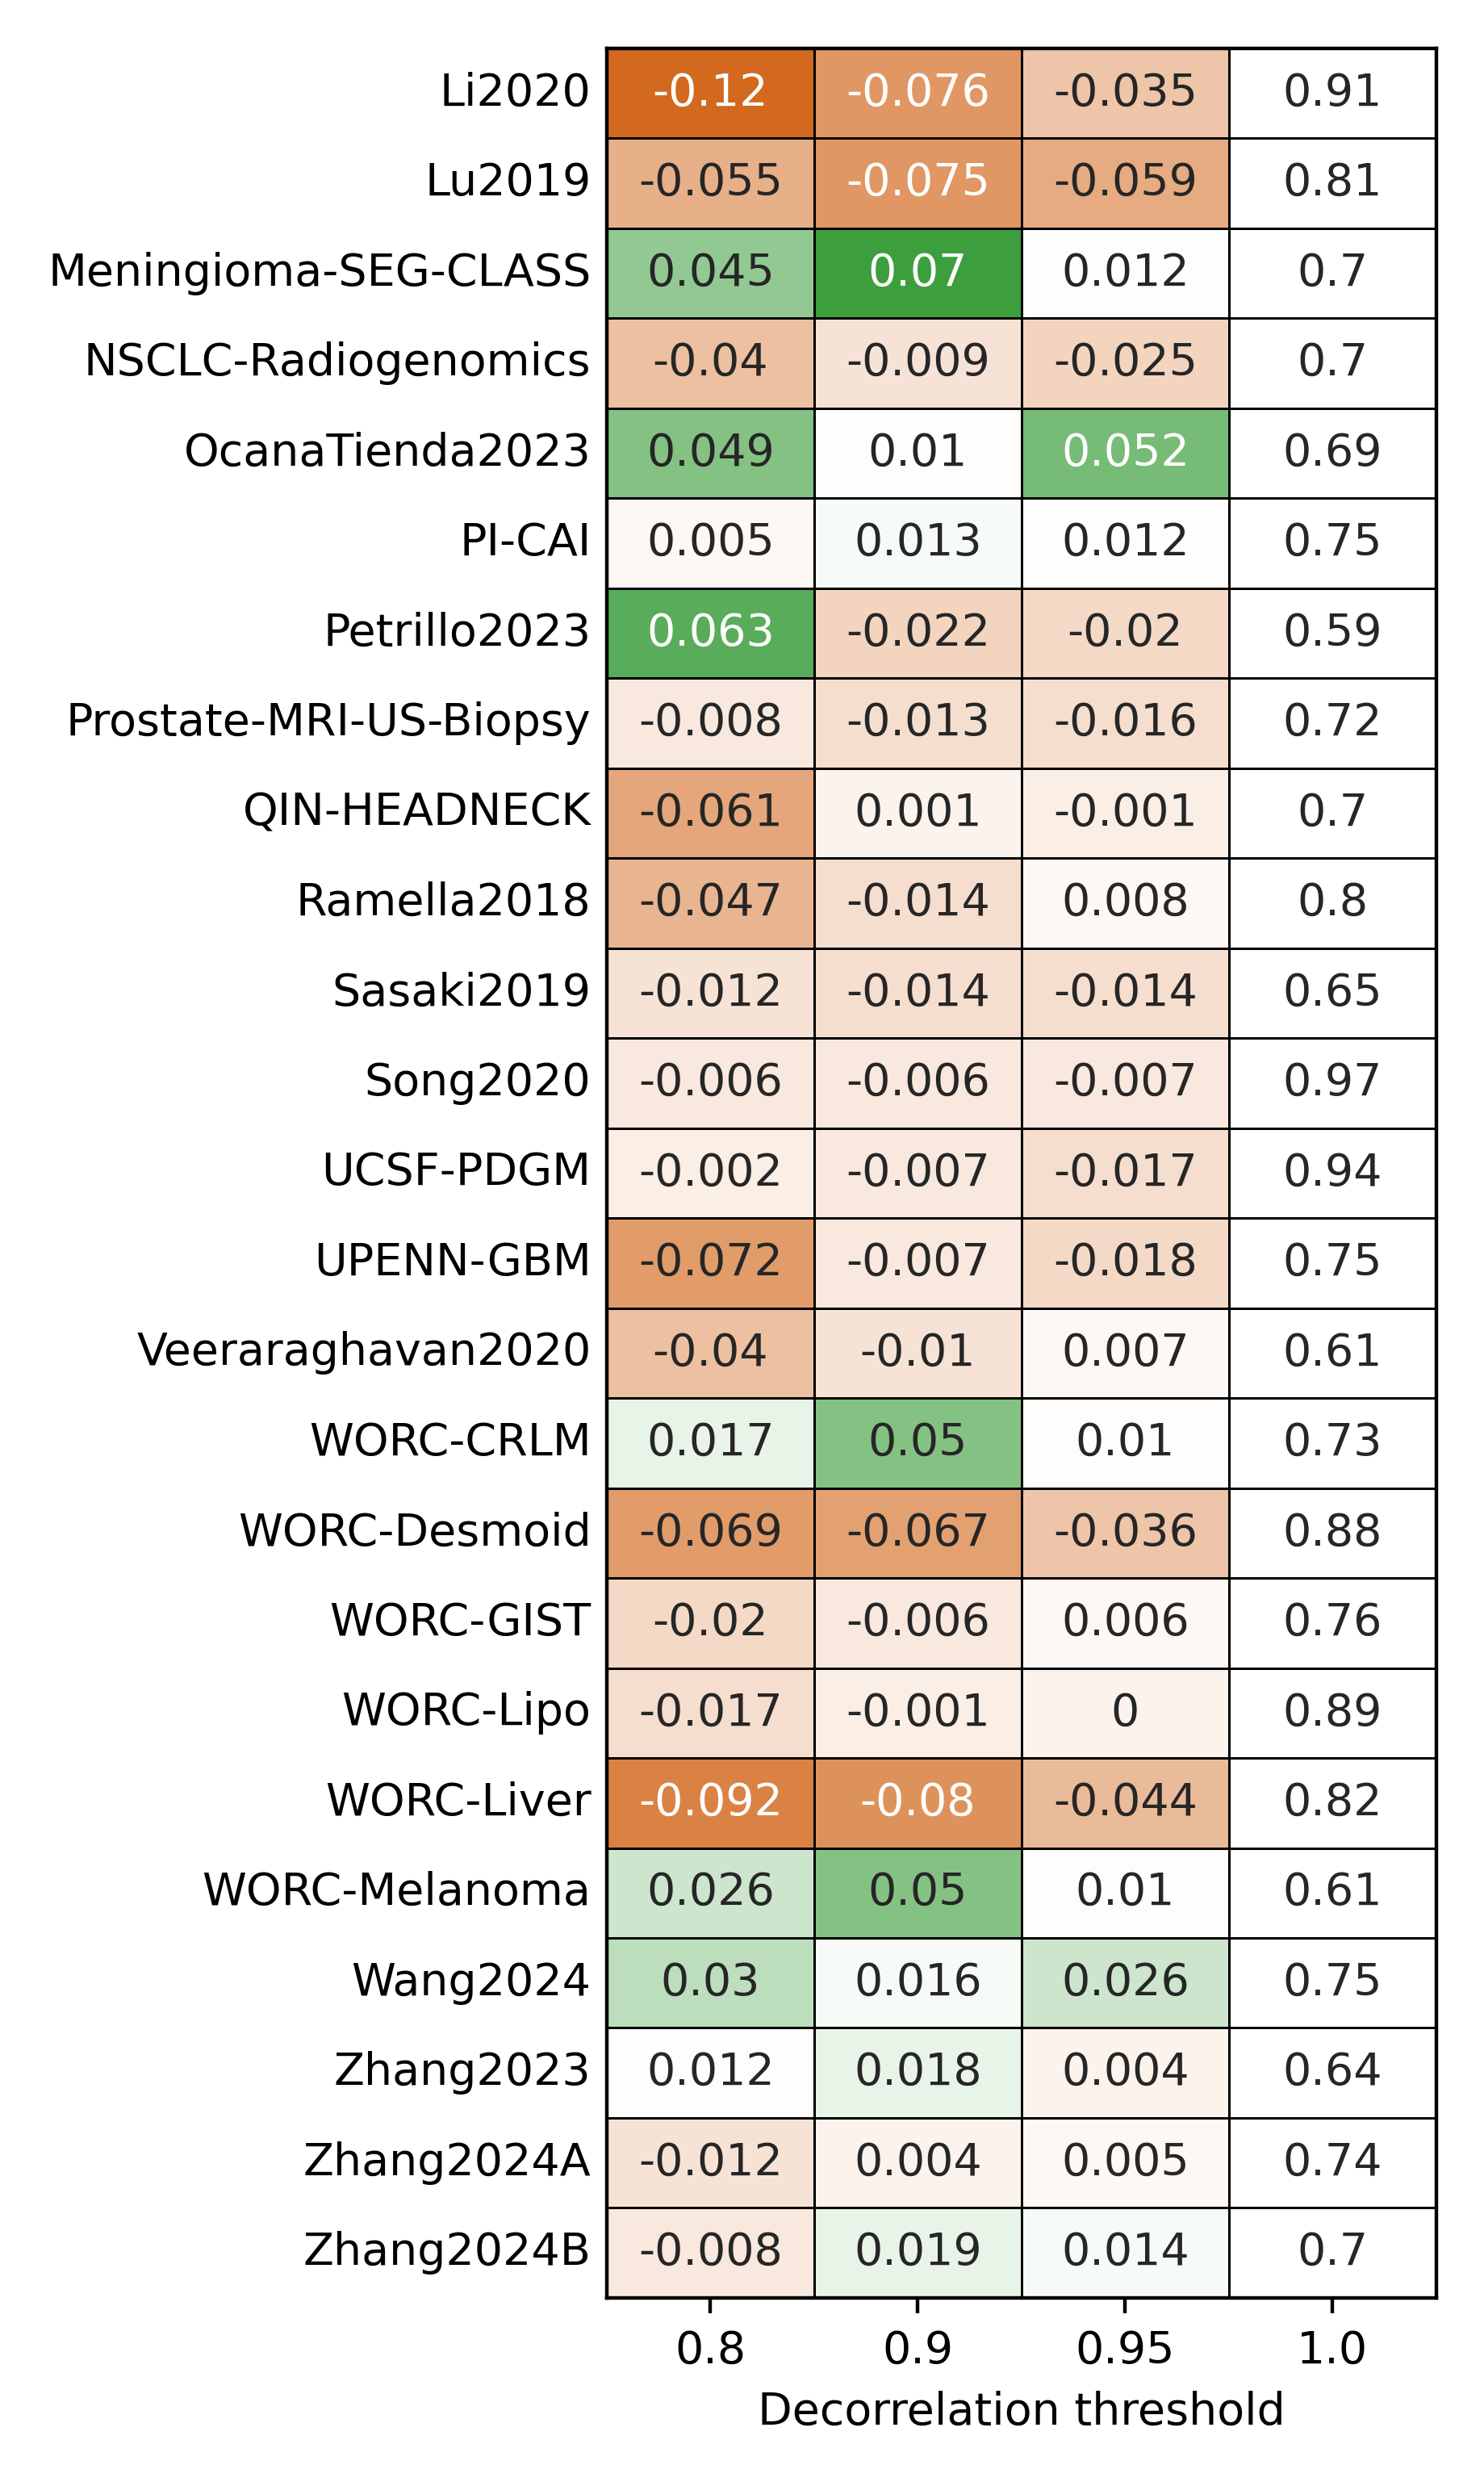 Li2020 -0.12 -0.076 -0.035 0.91
Lu2019 -0.055 -0.075 -0.059 0.81
Meningioma-SEG-CLASS 0.045 0.07 0.012 0.7
NSCLC-Radiogenomics -0.04 -0.009 -0.025 0.7
OcanaTienda2023 0.049 0.01 0.052 0.69
PI-CAI 0.005 0.013 0.012 0.75
Petrillo2023 0.063 -0.022 -0.02 0.59
Prostate-MRI-US-Biopsy -0.008 -0.013 -0.016 0.72
QIN-HEADNECK -0.061 0.001 -0.001 0.7
Ramella2018 -0.047 -0.014 0.008 0.8
Sasaki2019 -0.012 -0.014 -0.014 0.65
Song2020 -0.006 -0.006 -0.007 0.97
UCSF-PDGM -0.002 -0.007 -0.017 0.94
UPENN-GBM -0.072 -0.007 -0.018 0.75
Veeraraghavan2020 -0.04 -0.01 0.007 0.61
WORC-CRLM 0.017 0.05 0.01 0.73
WORC-Desmoid -0.069 -0.067 -0.036 0.88
WORC-GIST -0.02 -0.006 0.006 0.76
WORC-Lipo -0.017 -0.001 0 0.89
WORC-Liver -0.092 -0.08 -0.044 0.82
WORC-Melanoma 0.026 0.05 0.01 0.61
Wang2024 0.03 0.016 0.026 0.75
Zhang2023 0.012 0.018 0.004 0.64
Zhang2024A -0.012 0.004 0.005 0.74
Zhang2024B -0.008 0.019 0.014 0.7
0.8 0.9 0.95 1.0
Decorrelation threshold